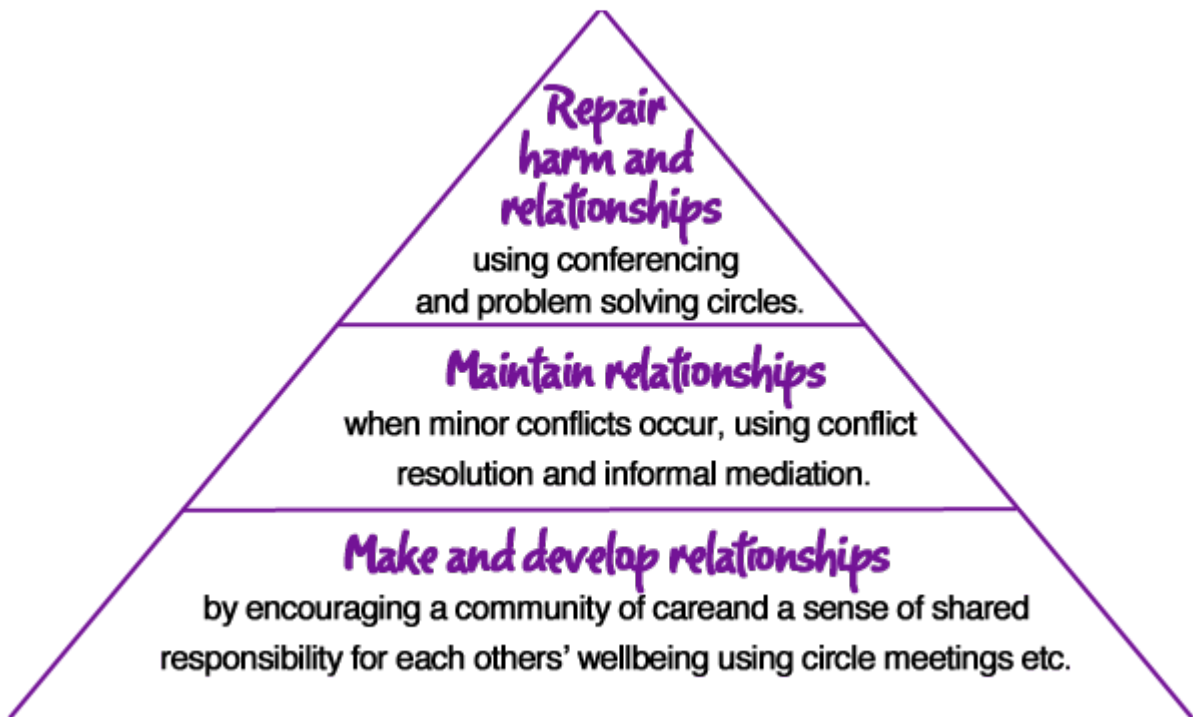 Repair
harm and
relationships
using conferencing
and problem solving circles.
Maintain relationships
when minor conflicts occur, using conflict
resolution and informal mediation.
Make and develop relationships
by encouraging a community of careand a sense of shared
responsibility for each others’ wellbeing using circle meetings etc.